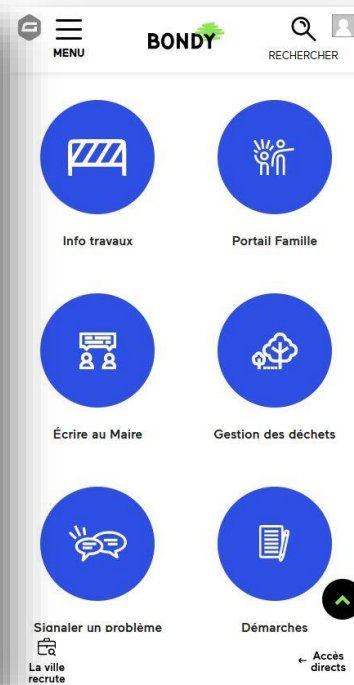 MENU
BONDY
RECHERCHER
Info travaux
Portail Famille
Écrire au Maire
Gestion des déchets
Signaler un problème
Démarches
La ville
recrute
← Accès
directs